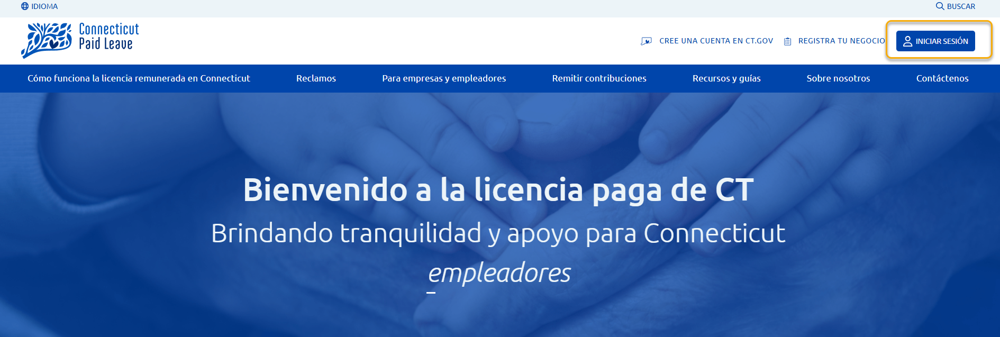 IDIOMA
BUSCAR
Connecticut
Paid Leave
CREE UNA CUENTA EN CT.GOV
REGISTRA TU NEGOCIO
INICIAR SESIÓN
Cómo funciona la licencia remunerada en Connecticut
Reclamos
Para empresas y empleadores
Remitir contribuciones
Recursos y guías
Sobre nosotros
Contáctenos
Bienvenido a la licencia paga de CT
Brindando tranquilidad y apoyo para Connecticut
empleadores